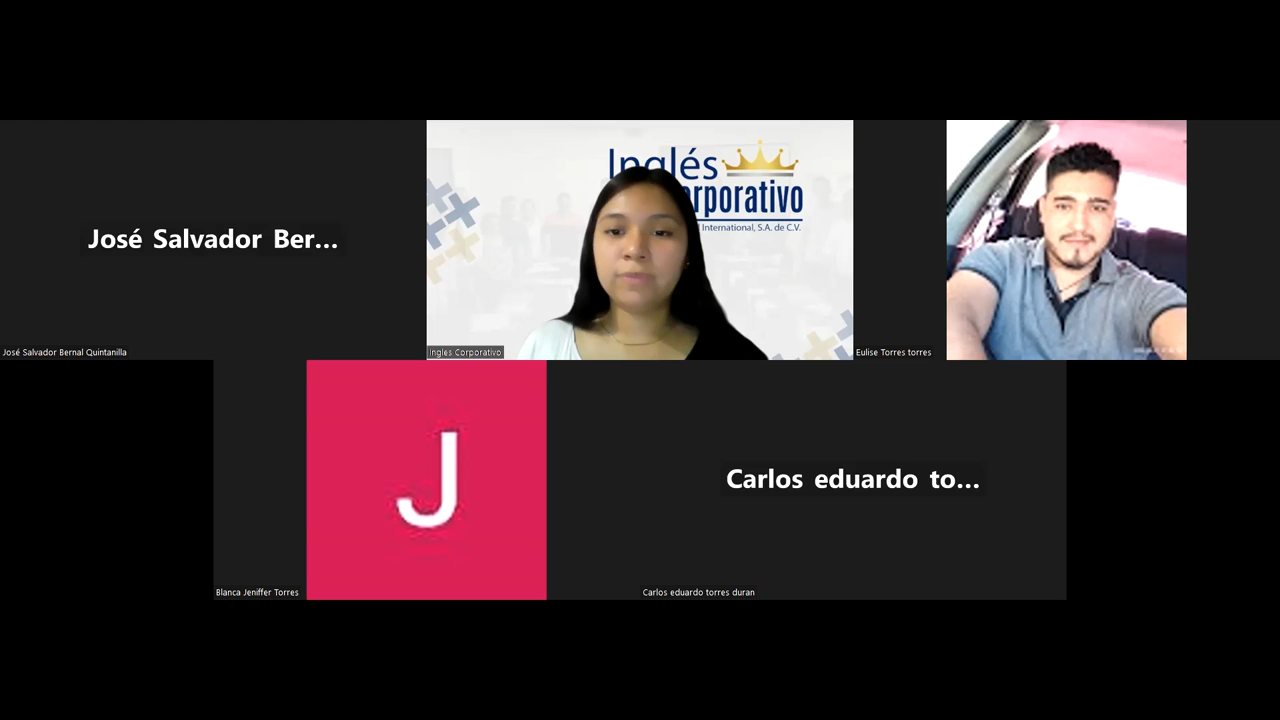 José Salvador Ber...
José Salvador Bernal Quintanilla
Inglés
orporativo
International, S.A. de C.V.
Ingles Corporativo
Eulise Torres torres
J
Blanca Jeniffer Torres
Carlos eduardo to...
Carlos eduardo torres duran